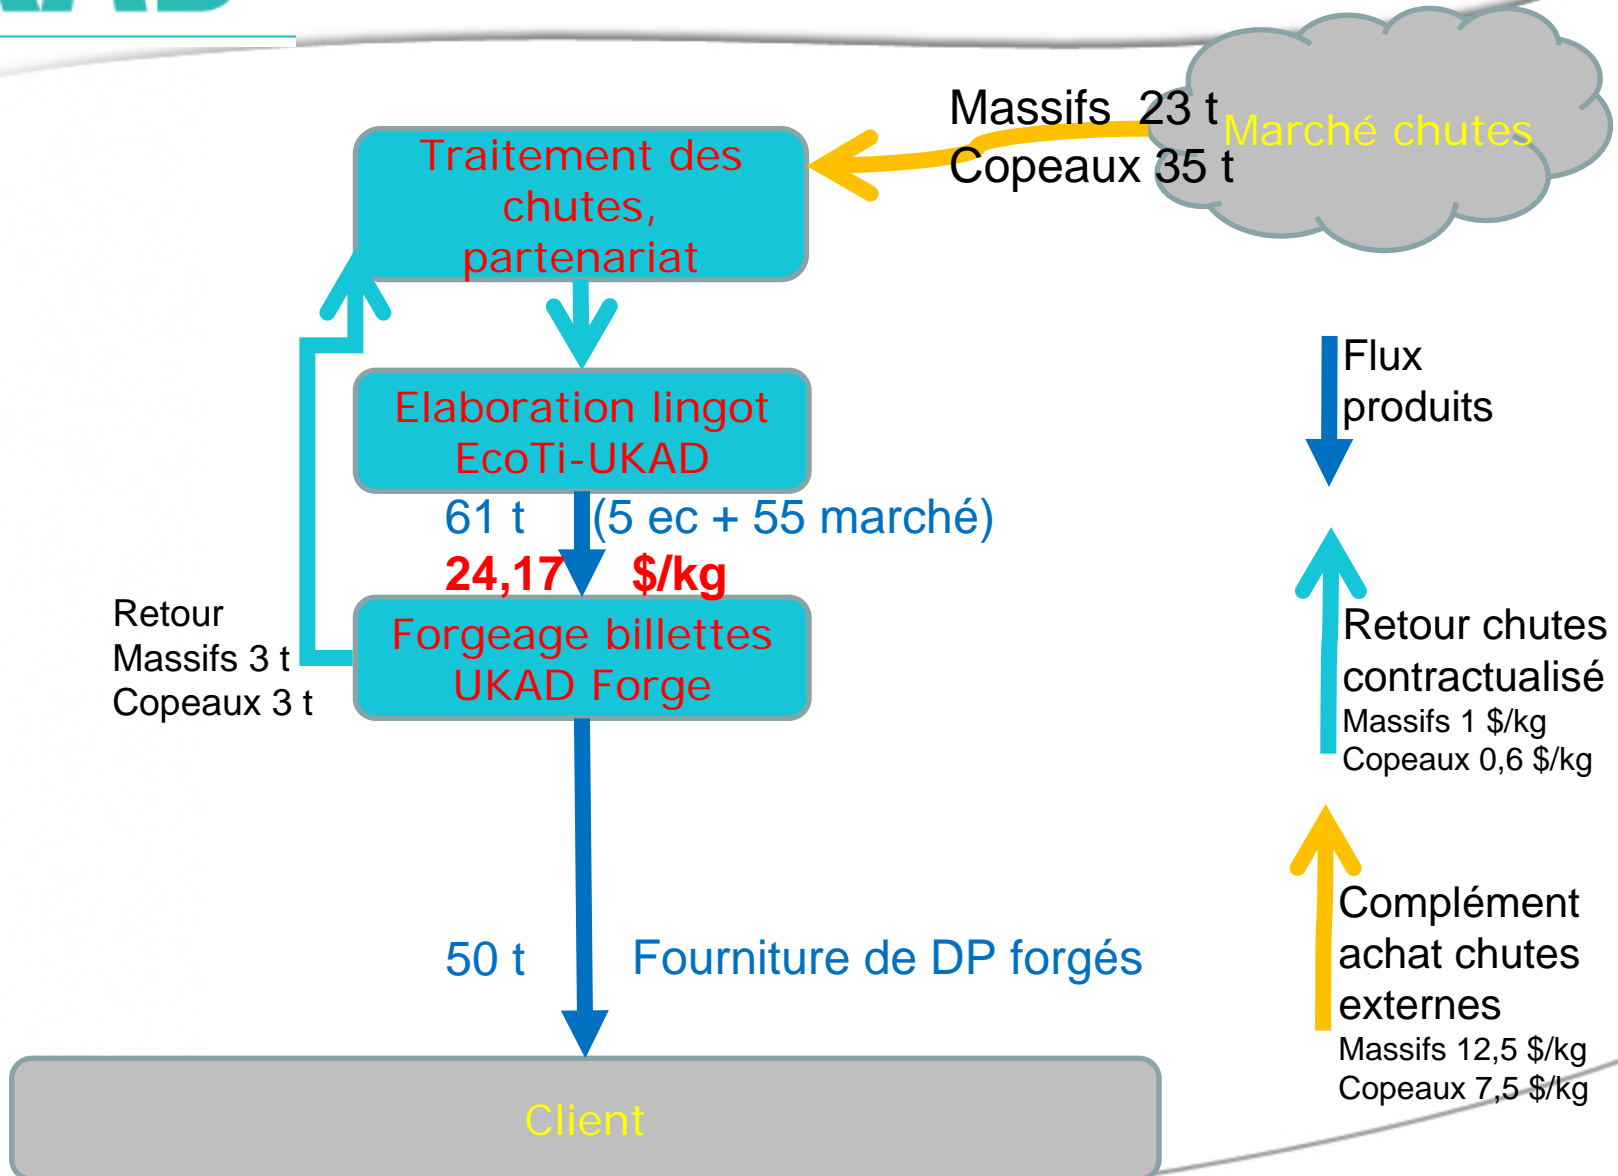 Massifs 23 t
Copeaux 35 t
Marché chutes
Traitement des
chutes,
partenariat
Elaboration lingot
EcoTi-UKAD
61 t (5 ec + 55 marché)
24,17 $/kg
Retour
Massifs 3 t
Copeaux 3 t
Forgeage billettes
UKAD Forge
50 t Fourniture de DP forgés
Client
Flux
produits
Retour chutes
contractualisé
Massifs 1 $/kg
Copeaux 0,6 $/kg
Complément
achat chutes
externes
Massifs 12,5 $/kg
Copeaux 7,5 $/kg